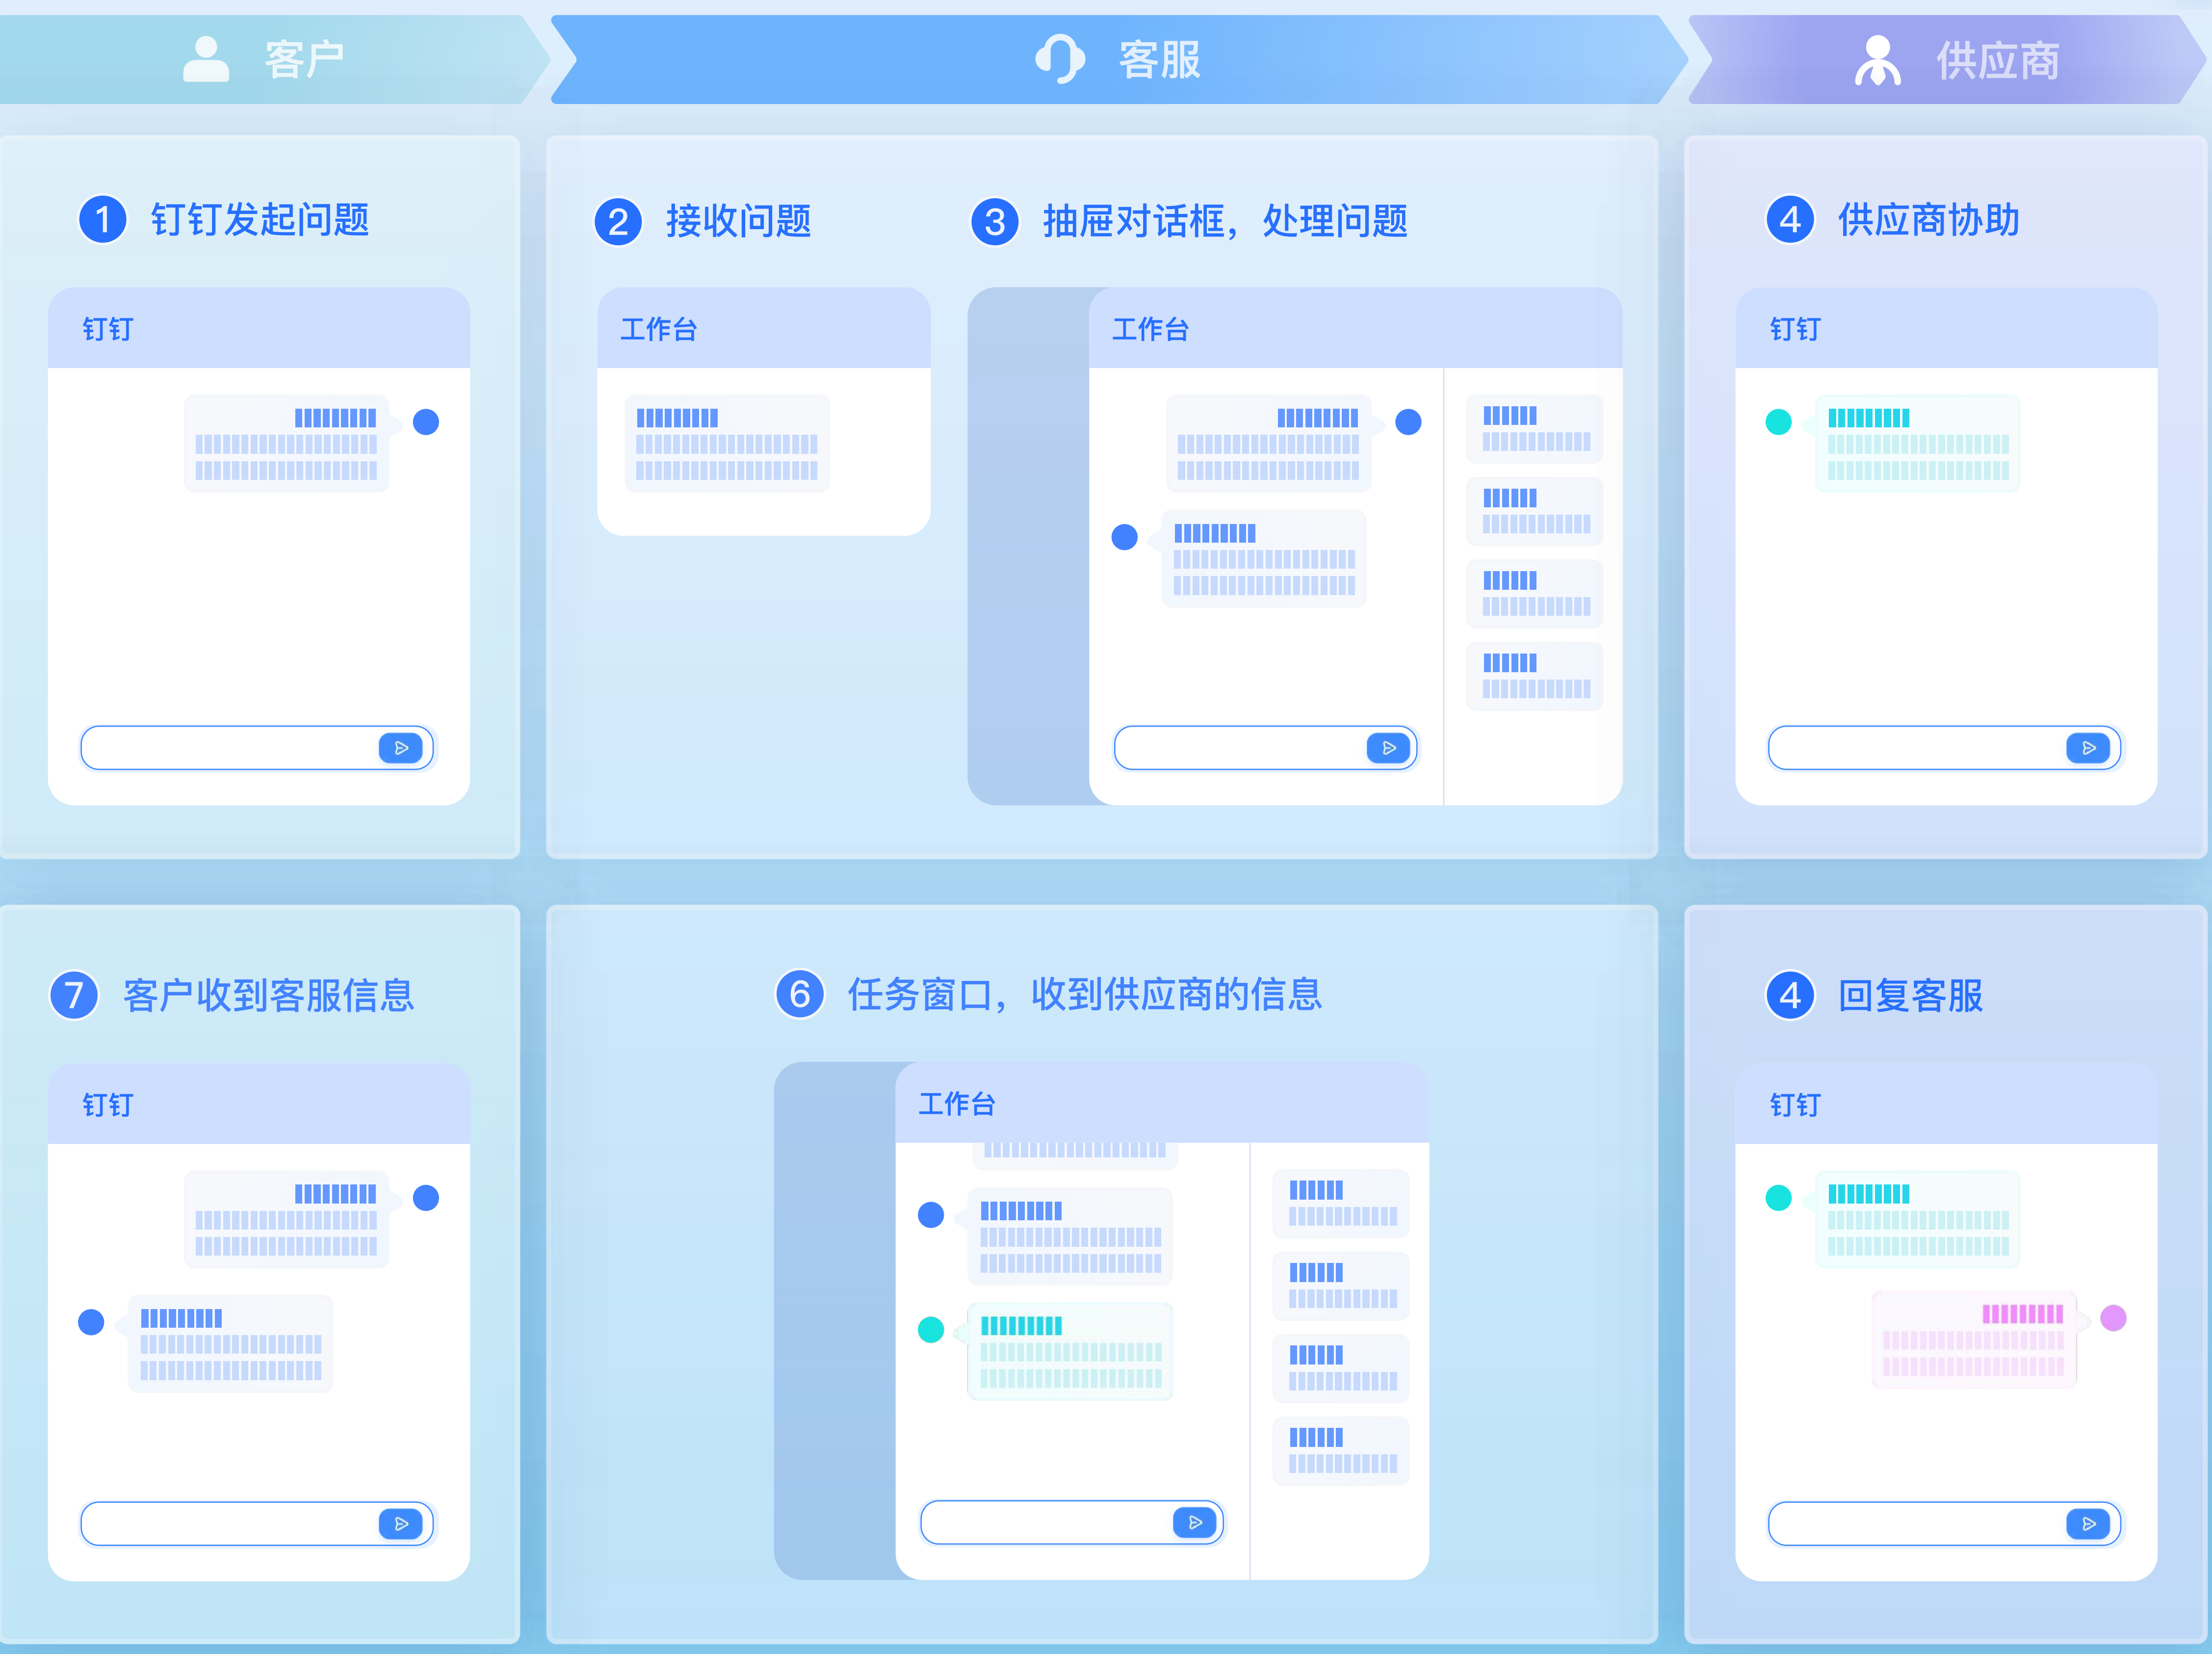 客户
客服
供应商
1 钉钉发起问题
钉钉
2 接收问题
工作台
3 抽屉对话框，处理问题
工作台
4 供应商协助
钉钉
7 客户收到客服信息
钉钉
6 任务窗口，收到供应商的信息
工作台
4 回复客服
钉钉